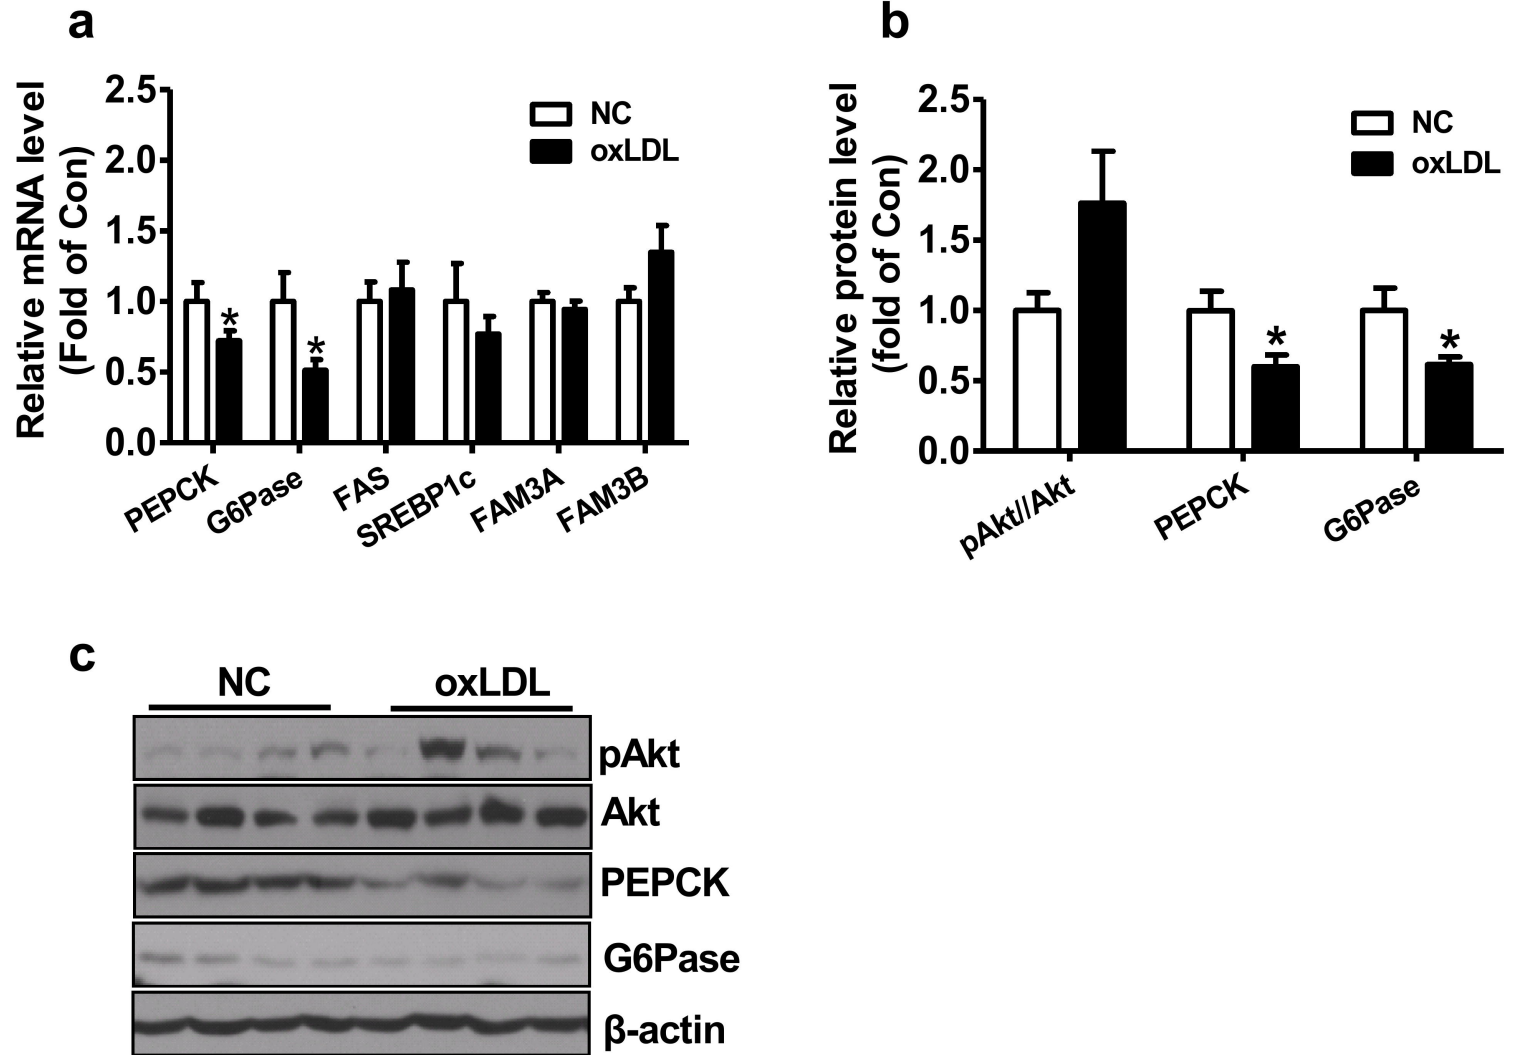 a
Relative mRNA level
(Fold of Con)
2.5
2.0
1.5
1.0
0.5
0.0
NC
oxLDL
*
*
PEPCK
G6Pase
FAS
SREBP1c
FAM3A
FAM3B
b
Relative protein level
(fold of Con)
2.5
2.0
1.5
1.0
0.5
0.0
NC
oxLDL
*
*
pAkt//Akt
PEPCK
G6Pase
c
NC
oxLDL
pAkt
Akt
PEPCK
G6Pase
β-actin